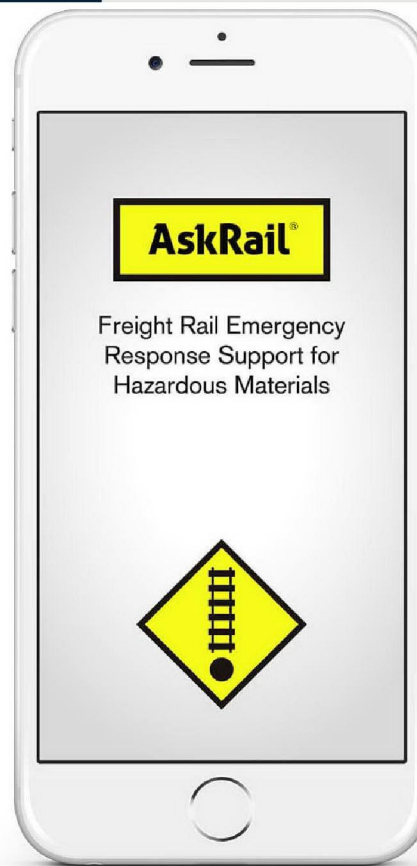 AskRail®
Freight Rail Emergency
Response Support for
Hazardous Materials